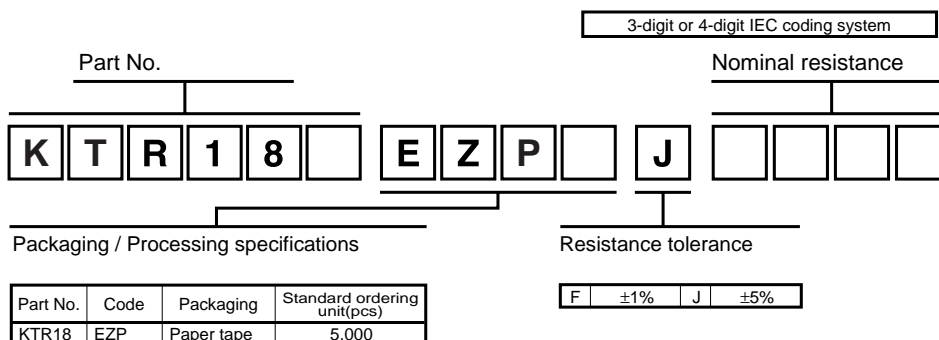 3-digit or 4-digit IEC coding system
Part No.
Nominal resistance
K T R 1 8 E Z P J
Packaging / Processing specifications
Resistance tolerance
Part No. Code Packaging Standard ordering unit(pcs)
KTR18 EZP Paper tape 5,000
F ±1% J ±5%